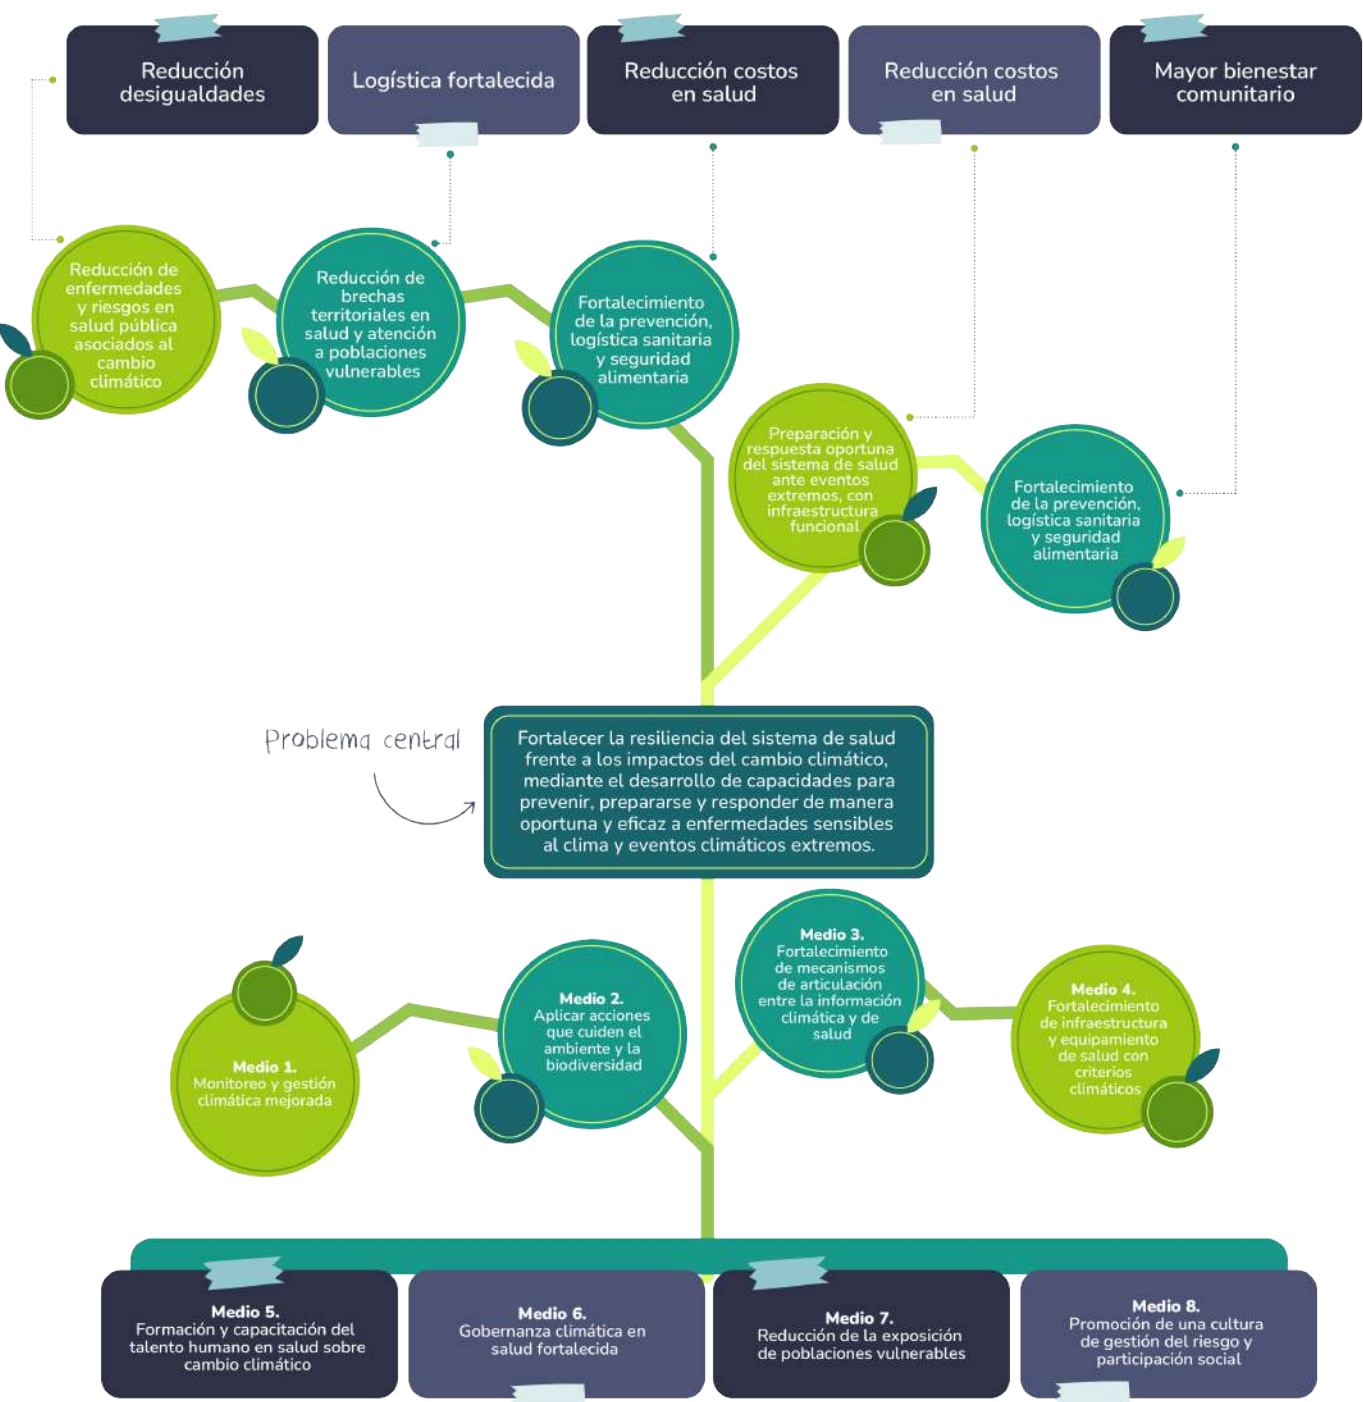 Reducción
desigualdades
Logística fortalecida
Reducción costos
en salud
Reducción costos
en salud
Mayor bienestar
comunitario
Reducción de
enfermedades
y riesgos en
salud pública
asociados al
cambio
climático
Reducción de
brechas
territoriales en
salud y atención
a poblaciones
vulnerables
Fortalecimiento
de la prevención,
logística sanitaria
y seguridad
alimentaria
Preparación y
respuesta oportuna
del sistema de salud
ante eventos
extremos, con
infraestructura
funcional
Fortalecimiento
de la prevención,
logística sanitaria
y seguridad
alimentaria
Problema central
Fortalecer la resiliencia del sistema de salud
frente a los impactos del cambio climático,
mediante el desarrollo de capacidades para
prevenir, prepararse y responder de manera
oportuna y eficaz a enfermedades sensibles
al clima y eventos climáticos extremos.
Medio 1.
Monitoreo y gestión
climática mejorada
Medio 2.
Aplicar acciones
que cuiden el
ambiente y la
biodiversidad
Medio 3.
Fortalecimiento
de mecanismos
de articulación
entre la información
climática y de
salud
Medio 4.
Fortalecimiento
de infraestructura
y equipamiento
de salud con
criterios
climáticos
Medio 5.
Formación y capacitación del
talento humano en salud sobre
cambio climático
Medio 6.
Gobernanza climática en
salud fortalecida
Medio 7.
Reducción de la exposición
de poblaciones vulnerables
Medio 8.
Promoción de una cultura
de gestión del riesgo y
participación social